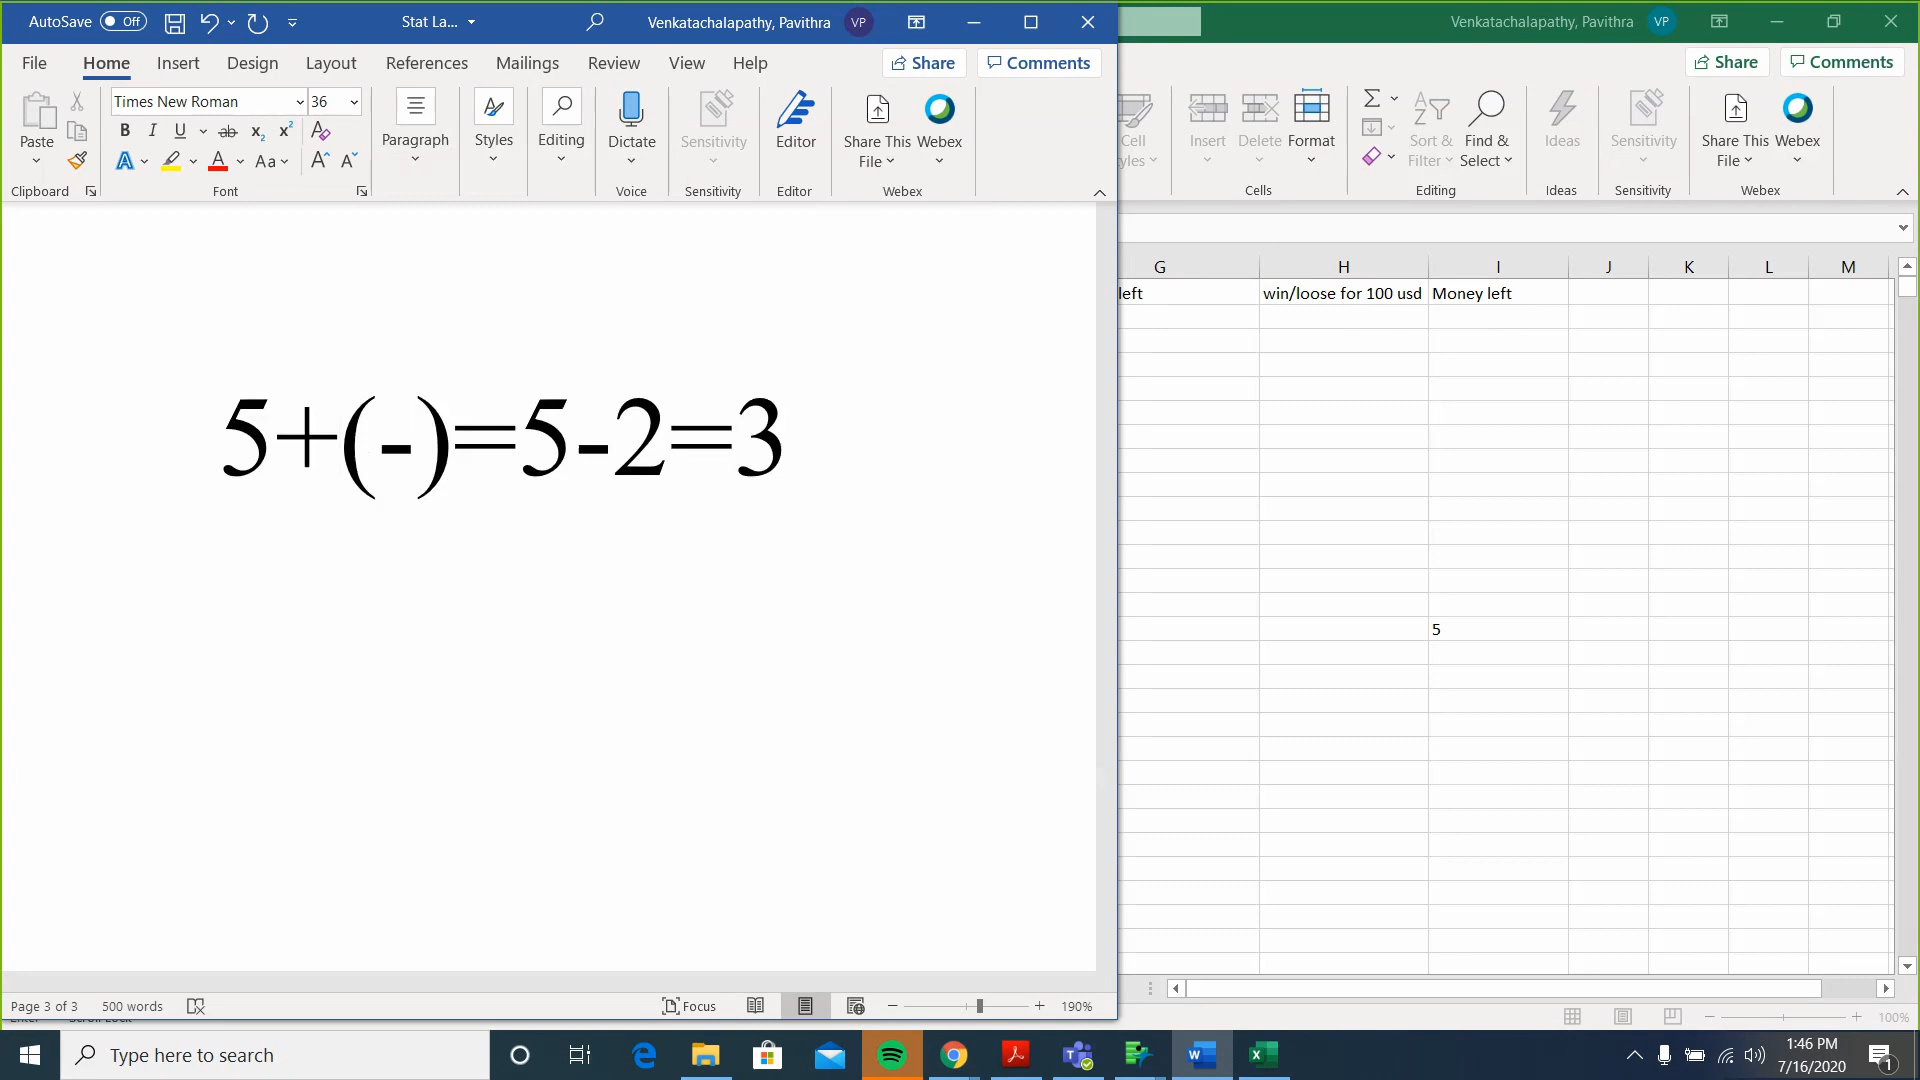 AutoSave Off Stat La... Venkatachalapathy, Pavithra VP
Venkatachalapathy, Pavithra VP
File Home Insert Design Layout References Mailings Review View Help Share Comments
Share Comments
Times New Roman 36
Paste
B I U ab x2 x2 A
A A Aa A A
Clipboard Font
Paragraph Styles Editing Dictate Sensitivity Editor Share This File Webex
Voice Sensitivity Editor Webex
Cell Insert Delete Format Sort & Filter Find & Select Ideas Sensitivity Share This File Webex
Cells Editing Ideas Sensitivity Webex
G H I J K L M
left win/loose for 100 usd Money left
5+(-)=5-2=3
5
Page 3 of 3 500 words Focus 190%
100%
Type here to search
1:46 PM
7/16/2020
1